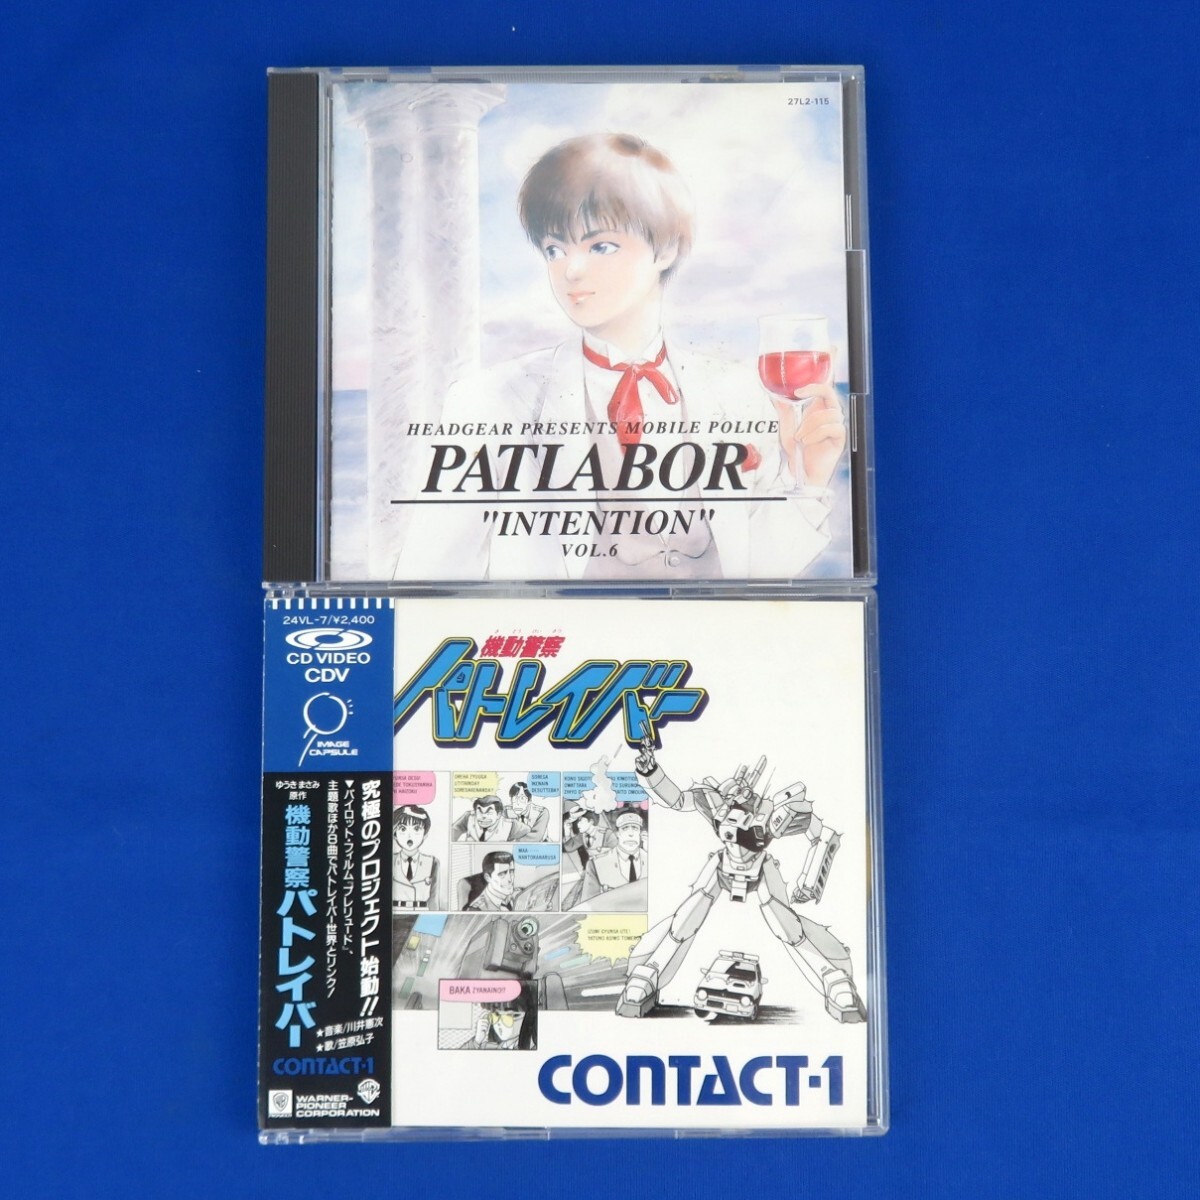 27L2-115
HEADGEAR PRESENTS MOBILE POLICE
PATLABOR
"INTENTION"
VOL.6
24VL-7/¥2,400
CD VIDEO
CDV
IMAGE
CAPSULE
ゆうきまさみ
原作
機動警察パトレイバー
究極のプロジェクト始動!!
▼パイロット・フィルム「プレリュード」、
主題歌ほか8曲でパトレイバー世界とリンク!
★音楽/川井憲次
★歌/笠原弘子
CONTACT-1
WARNER-
PIONEER
CORPORATION
機動警察
パトレイバー
BAKA ZYANAINO!?
CONTACT-1